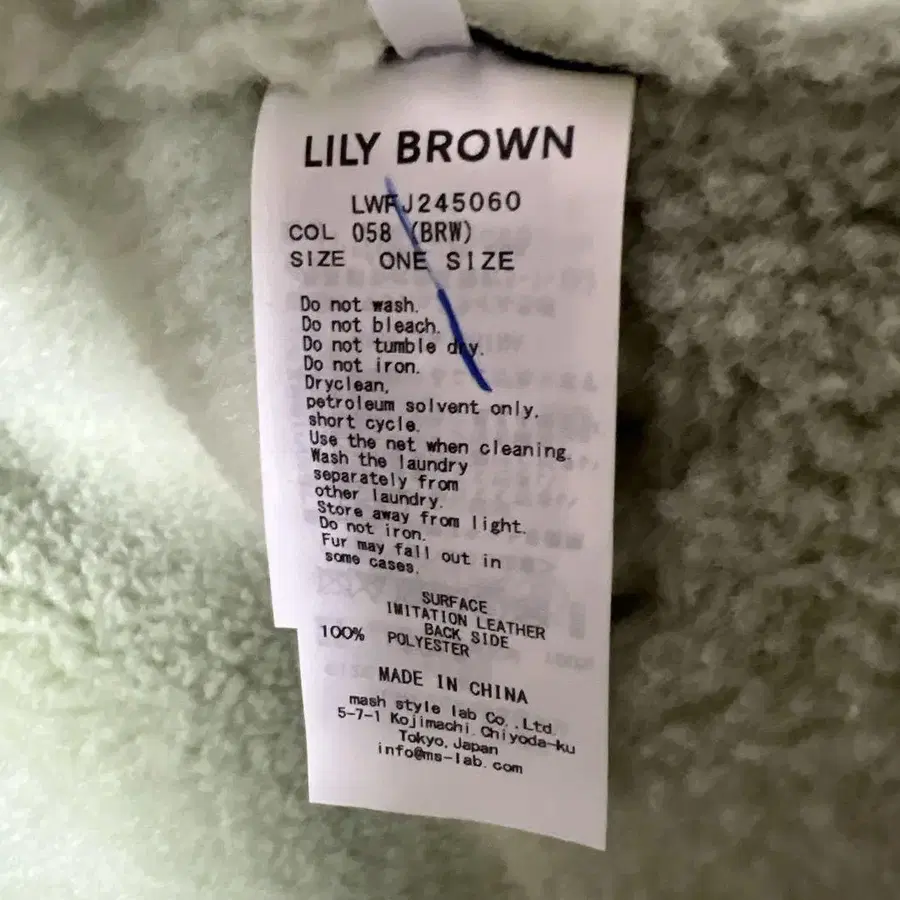 LILY BROWN
LWFJ245060
COL 058 (BRW)
SIZE ONE SIZE
Do not wash.
Do not bleach.
Do not tumble dry.
Do not iron.
Dryclean,
petroleum solvent only,
short cycle.
Use the net when cleaning.
Wash the laundry
separately from
other laundry.
Store away from light.
Do not iron.
Fur may fall out in
some cases.
SURFACE
IMITATION LEATHER
BACK SIDE
100% POLYESTER
MADE IN CHINA
mash style lab Co.,Ltd.
5-7-1 Kojimachi Chiyoda-ku
Tokyo, Japan
info@ms-lab.com